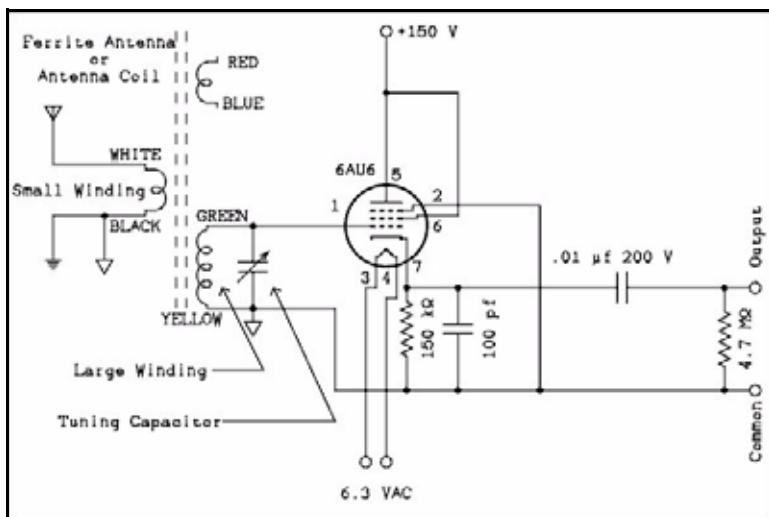 Ferrite Antenna
or
Antenna Coil
RED
BLUE
+150 V
WHITE
Small Winding
BLACK
6AU6
5
2
1
6
GREEN
3
4
7
YELLOW
.01 µf 200 V
Output
150 kΩ
100 pf
4.7 MΩ
Large Winding
Tuning Capacitor
Common
6.3 VAC